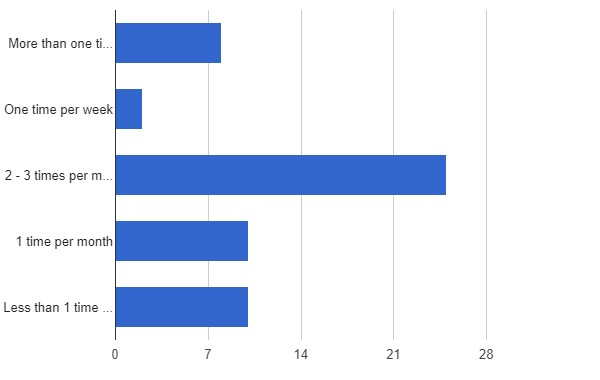 More than one ti...
One time per week
2 - 3 times per m...
1 time per month
Less than 1 time ...
0 7 14 21 28